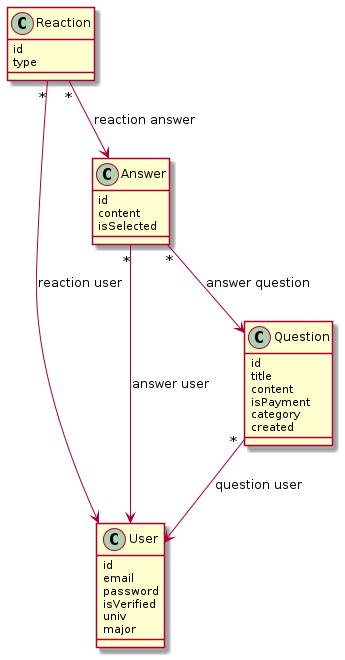 C Reaction
id
type
* *
reaction answer
C Answer
id
content
isSelected
* *
reaction user
answer question
C Question
id
title
content
isPayment
category
created
answer user
*
question user
C User
id
email
password
isVerified
univ
major